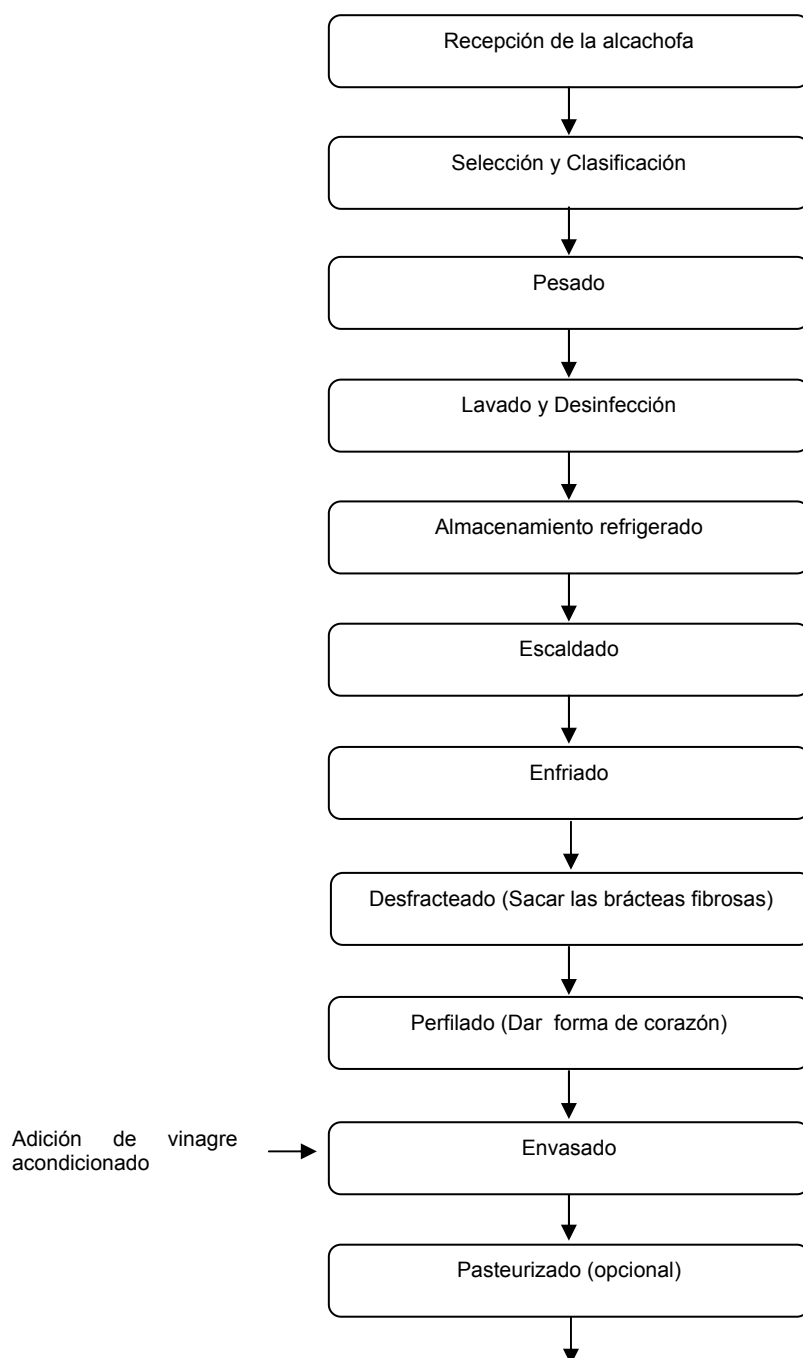 Recepción de la alcachofa
Selección y Clasificación
Pesado
Lavado y Desinfección
Almacenamiento refrigerado
Escaldado
Enfriado
Desfracteado (Sacar las brácteas fibrosas)
Perfilado (Dar forma de corazón)
Adición de vinagre
acondicionado
Envasado
Pasteurizado (opcional)